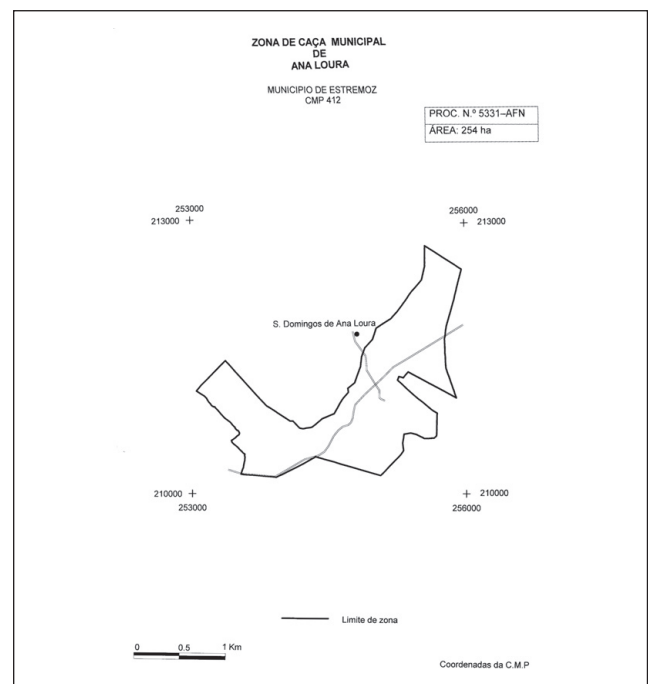 ZONA DE CAÇA MUNICIPAL
DE
ANA LOURA
MUNICIPIO DE ESTREMOZ
CMP 412
PROC. N.º 5331–AFN
ÁREA: 254 ha
253000
213000
256000
213000
S. Domingos de Ana Loura
210000
253000
210000
256000
Limite de zona
0 0.5 1 Km
Coordenadas da C.M.P